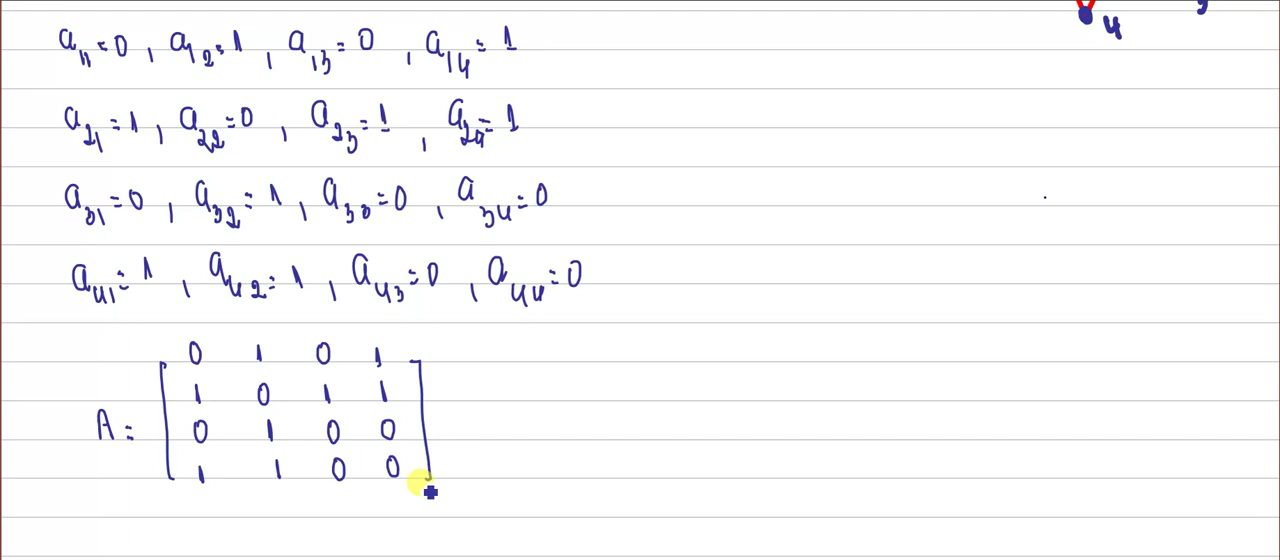 4
a₁₁=0 , a₁₂=1 , a₁₃=0 , a₁₄=1
a₂₁=1 , a₂₂=0 , a₂₃=1 , a₂₄=1
a₃₁=0 , a₃₂=1 , a₃₃=0 , a₃₄=0
a₄₁=1 , a₄₂=1 , a₄₃=0 , a₄₄=0
0 1 0 1
1 0 1 1
A= 0 1 0 0
1 1 0 0